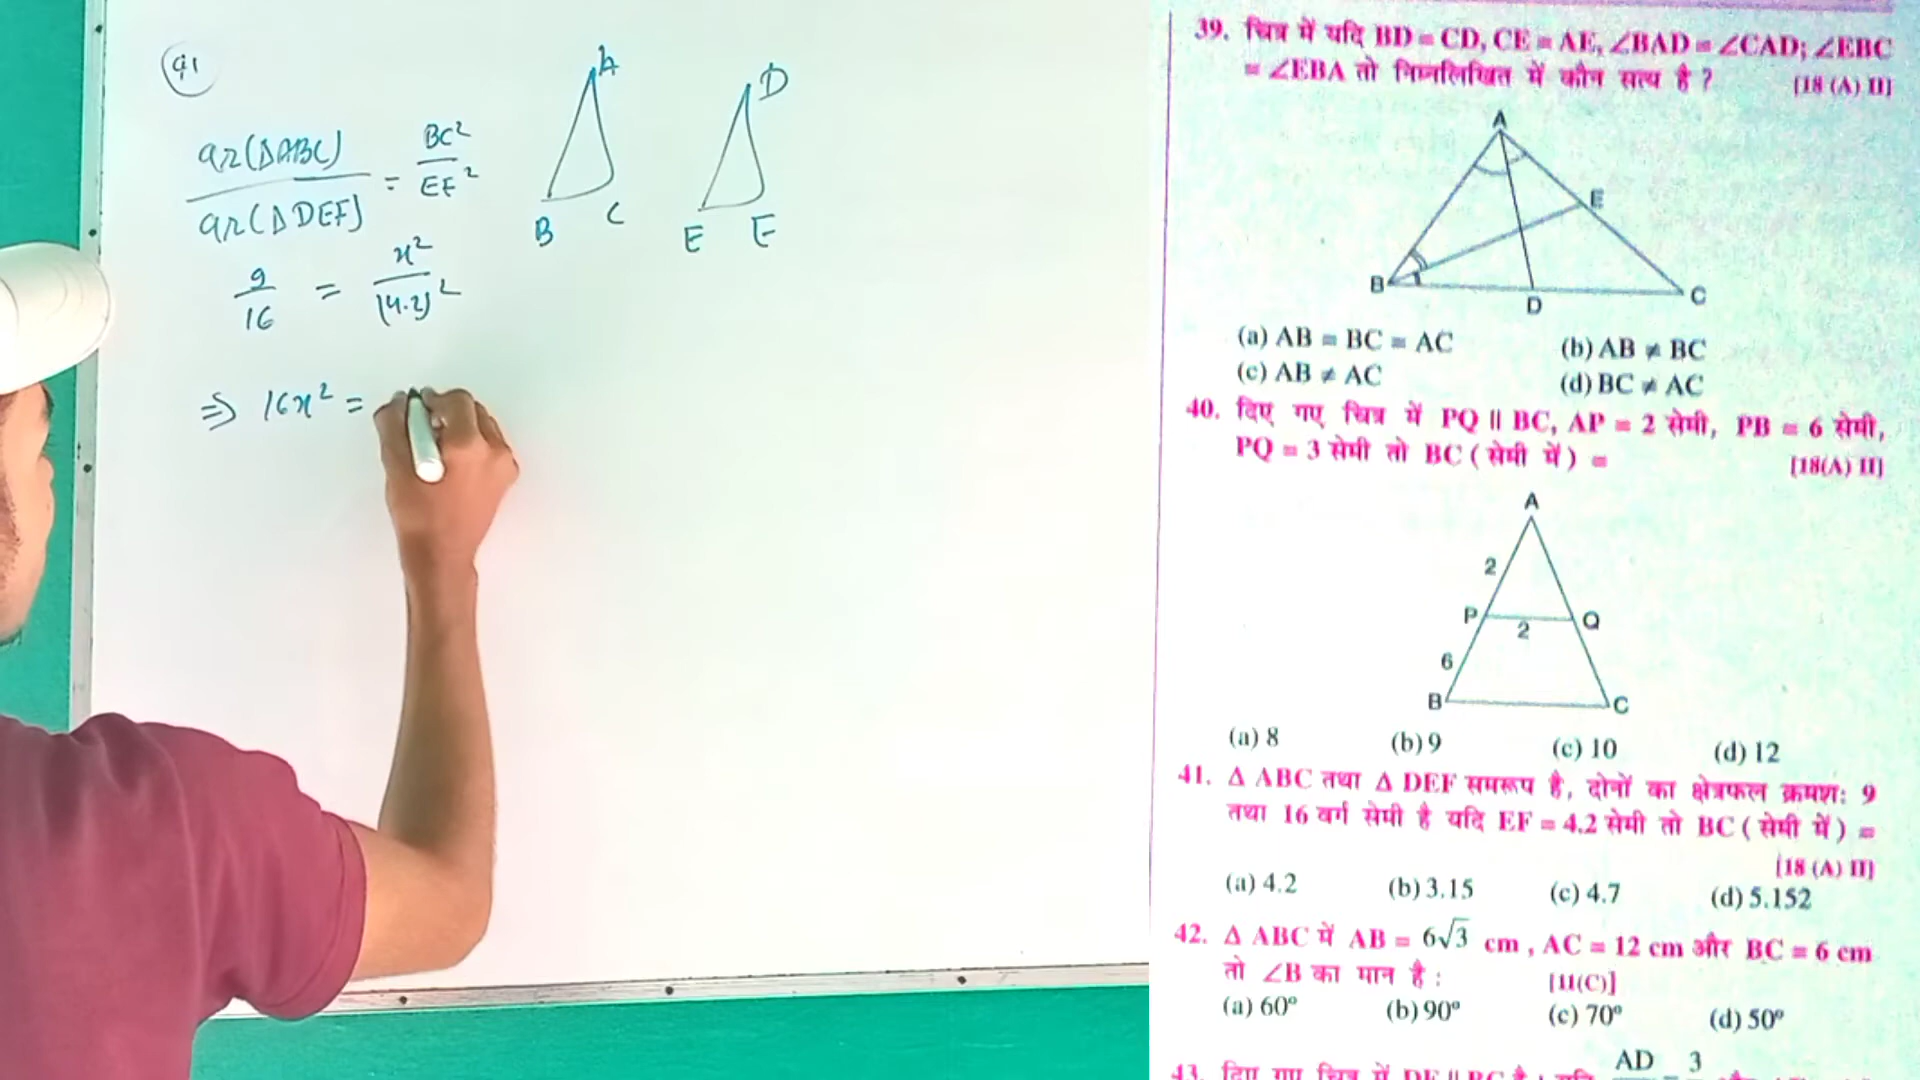 41
A
D
B
C
E
F
ar(ΔABC) / ar(ΔDEF) = BC² / EF²
9/16 = x² / (4.2)²
⇒ 16x² =
39. चित्र में यदि BD = CD, CE = AE, ∠BAD = ∠CAD; ∠EBC
= ∠EBA तो निम्नलिखित में कौन सत्य है ? [18 (A) II]
A
E
B
D
C
(a) AB = BC = AC (b) AB ≠ BC
(c) AB ≠ AC (d) BC ≠ AC
40. दिए गए चित्र में PQ || BC, AP = 2 सेमी, PB = 6 सेमी,
PQ = 3 सेमी तो BC ( सेमी में ) = [18(A) II]
A
2
P
Q
2
6
B
C
(a) 8 (b) 9 (c) 10 (d) 12
41. Δ ABC तथा Δ DEF समरूप है, दोनों का क्षेत्रफल क्रमशः 9
तथा 16 वर्ग सेमी है यदि EF = 4.2 सेमी तो BC ( सेमी में ) =
[18 (A) II]
(a) 4.2 (b) 3.15 (c) 4.7 (d) 5.152
42. Δ ABC में AB = 6√3 cm , AC = 12 cm और BC = 6 cm
तो ∠B का मान है : [11(C)]
(a) 60° (b) 90° (c) 70° (d) 50°
43. दिए गए चित्र में DE || BC है। यदि AD 3